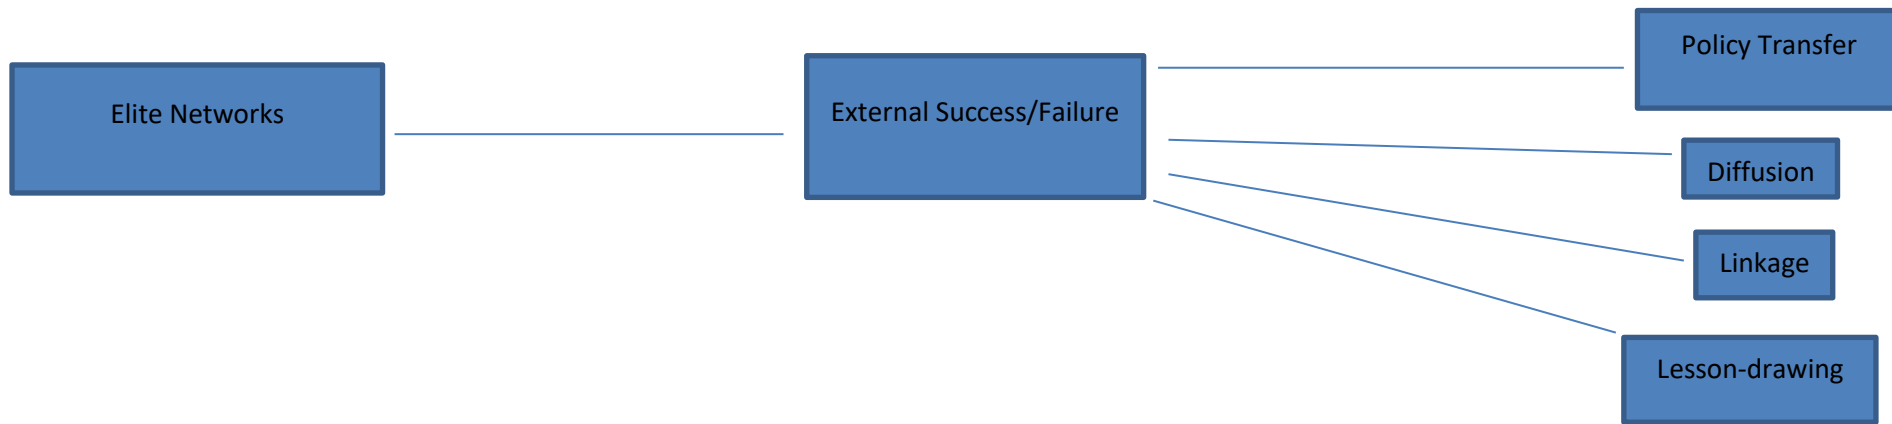 Elite Networks
External Success/Failure
Policy Transfer
Diffusion
Linkage
Lesson-drawing